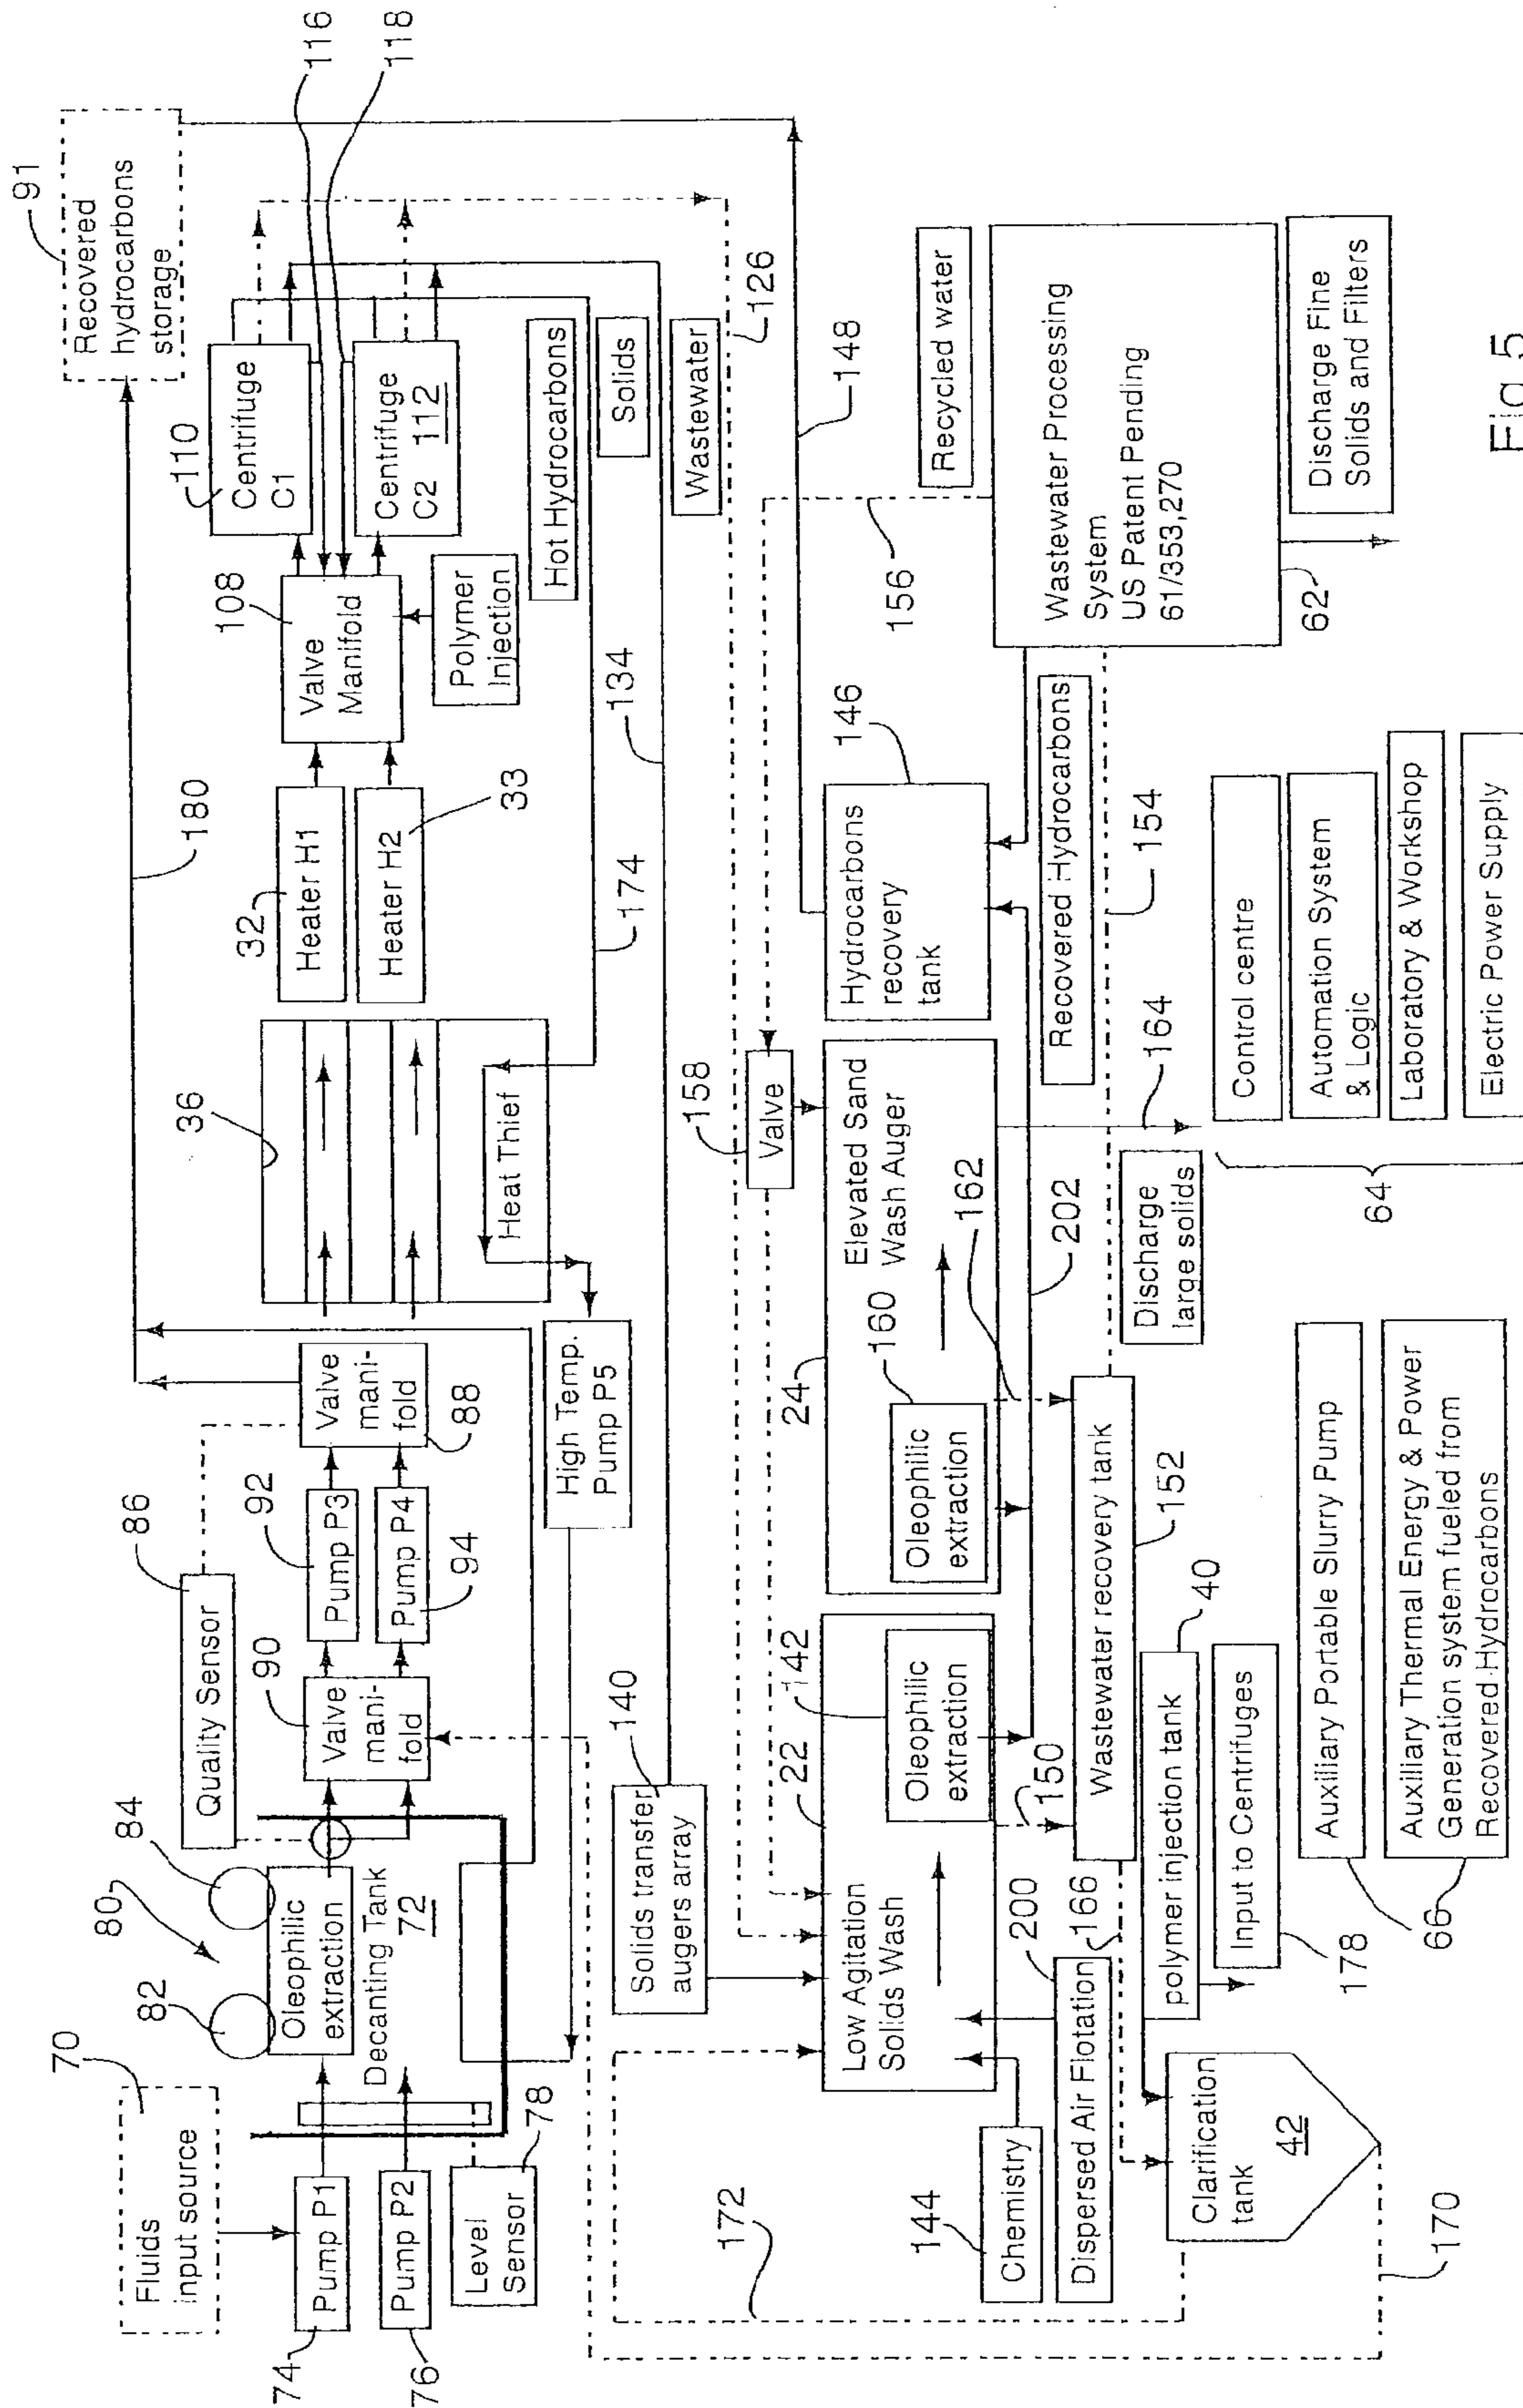 91
Recovered
hydrocarbons
storage
116
118
180
110
Centrifuge
C1
Centrifuge
C2 112
108
Valve
Manifold
Polymer
Injection
32
Heater H1
Heater H2
33
36
Heat Thief
Hot Hydrocarbons
Solids
Wastewater
126
134
174
86
Quality Sensor
92
Pump P3
Pump P4
94
Valve
mani-
fold
88
90
Valve
mani-
fold
High Temp.
Pump P5
84
80
82
Oleophilic
extraction
Decanting Tank
72
70
Fluids
input source
74
Pump P1
76
Pump P2
Level
Sensor
78
140
Solids transfer
augers array
148
Recycled water
156
Wastewater Processing
System
US Patent Pending
61/353,270
62
Discharge Fine
Solids and Filters
146
Hydrocarbons
recovery
tank
Recovered Hydrocarbons
154
158
Valve
24
Elevated Sand
Wash Auger
160
162
Oleophilic
extraction
202
164
Discharge
large solids
22
142
Oleophilic
extraction
Low Agitation
Solids Wash
150
Wastewater recovery tank
152
144
Chemistry
200
Dispersed Air Flotation
166
40
polymer injection tank
Input to Centrifuges
178
Clarification
tank
42
172
170
Control centre
Automation System
& Logic
Laboratory & Workshop
Electric Power Supply
64
Auxiliary Portable Slurry Pump
Auxiliary Thermal Energy & Power
Generation system fueled from
Recovered Hydrocarbons
66
Fig 5